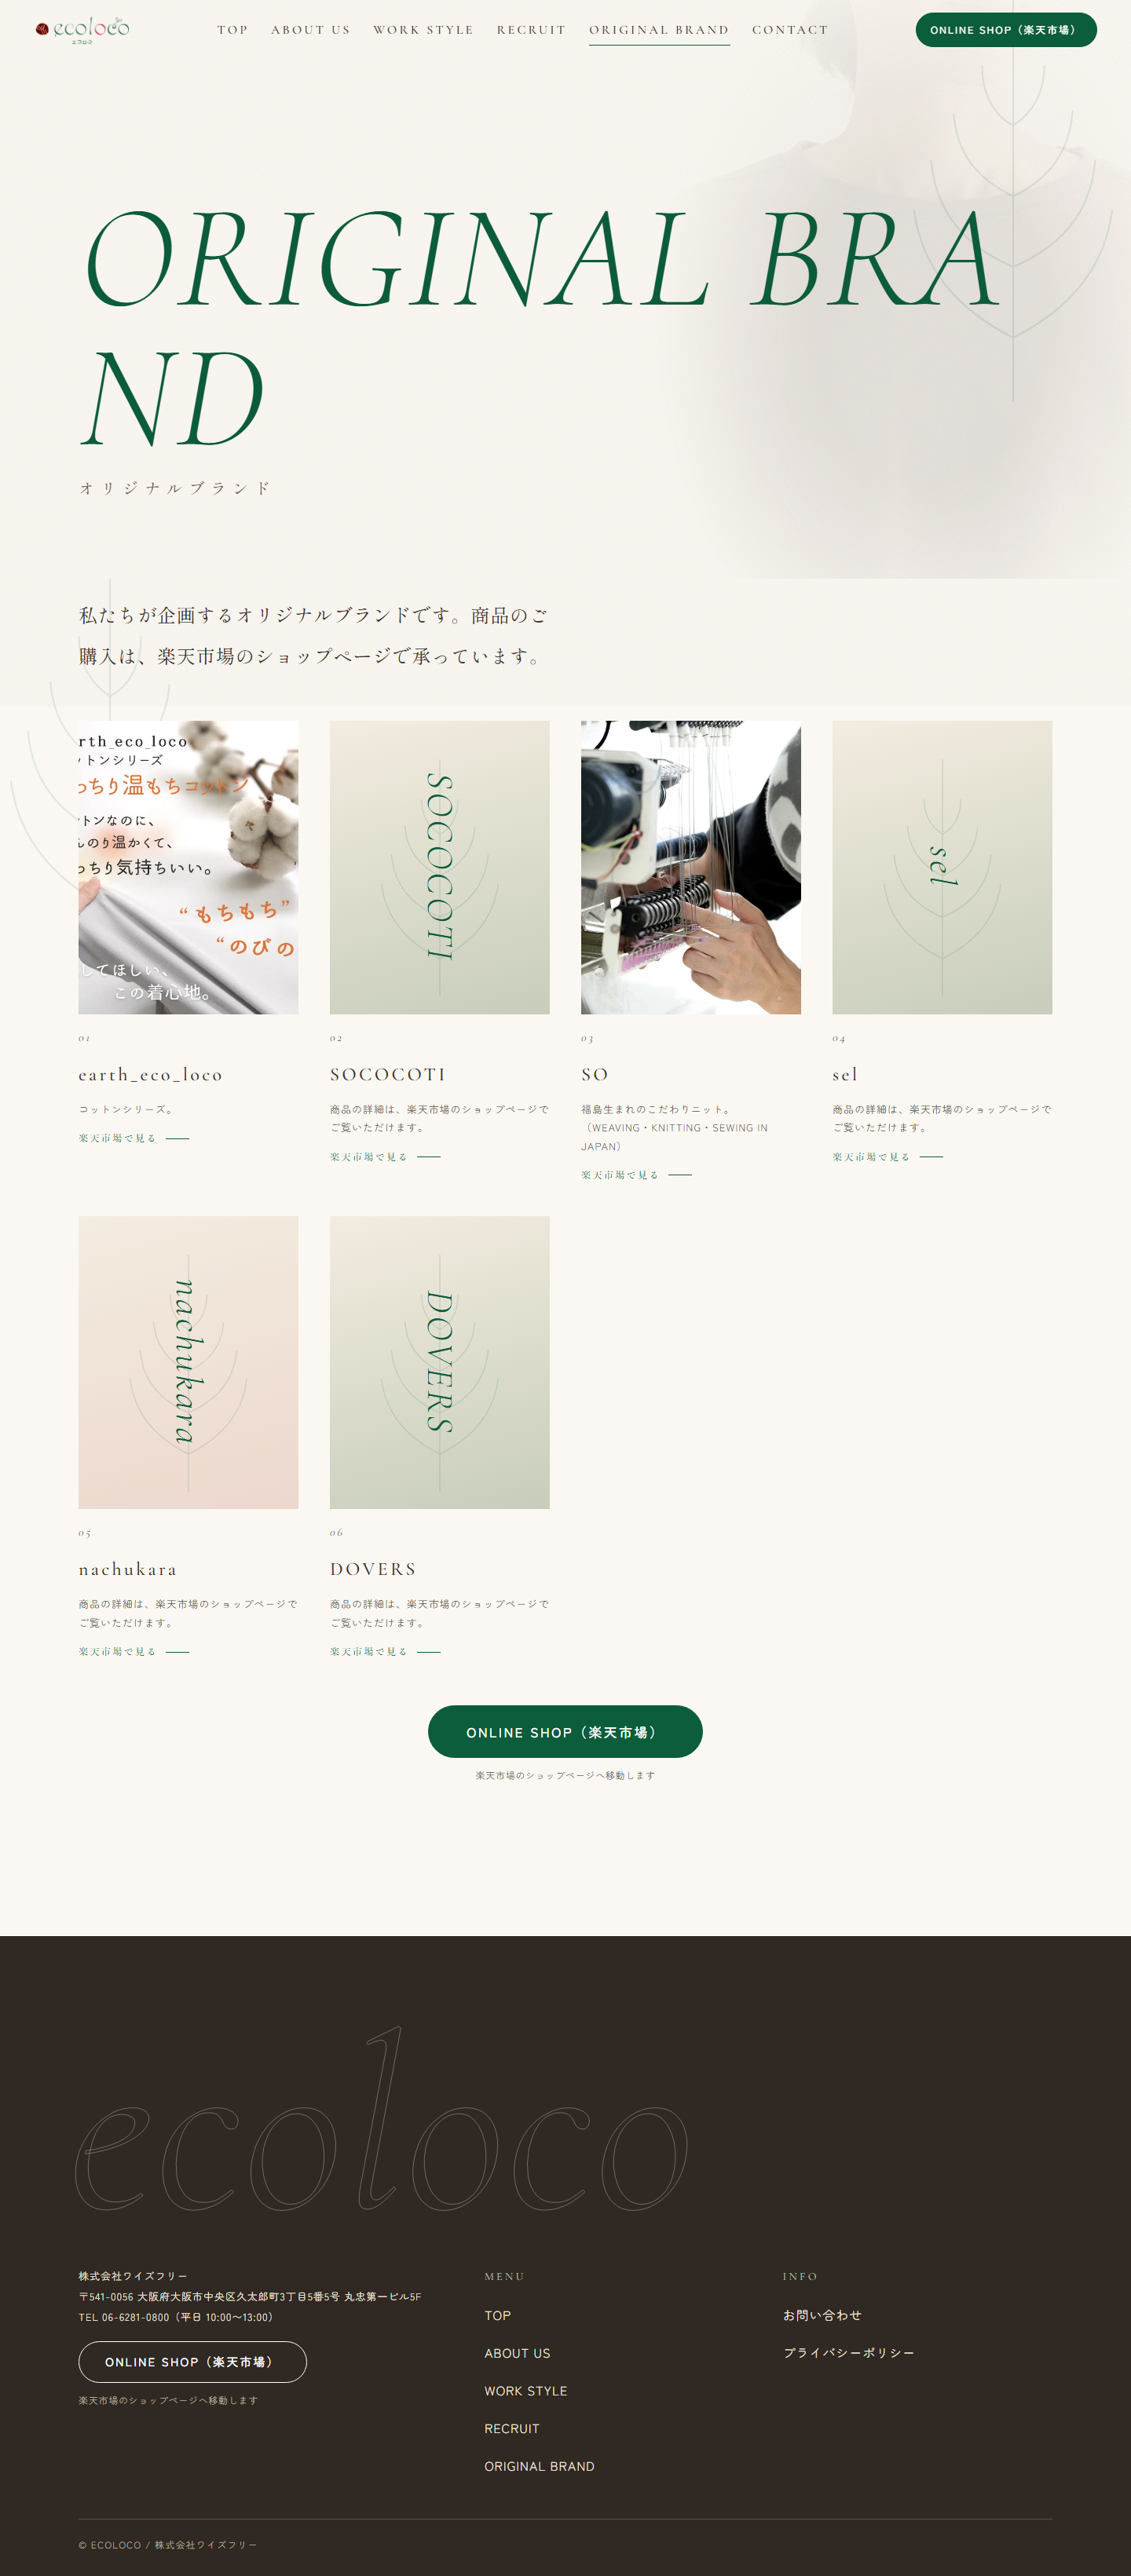 ecoloco
エコロコ
TOP ABOUT US WORK STYLE RECRUIT ORIGINAL BRAND CONTACT
ONLINE SHOP（楽天市場）
ORIGINAL BRA
ND
オリジナルブランド
私たちが企画するオリジナルブランドです。商品のご
購入は、楽天市場のショップページで承っています。
rth_eco_loco
トンシリーズ
っちり温もちコットン
トンなのに、
んのり温かくて、
っちり気持ちいい。
“もちもち”
“のびの
してほしい、
この着心地。
01
earth_eco_loco
コットンシリーズ。
楽天市場で見る
SOCOCOTI
02
SOCOCOTI
商品の詳細は、楽天市場のショップページで
ご覧いただけます。
楽天市場で見る
03
SO
福島生まれのこだわりニット。
（WEAVING・KNITTING・SEWING IN
JAPAN）
楽天市場で見る
sel
04
sel
商品の詳細は、楽天市場のショップページで
ご覧いただけます。
楽天市場で見る
nachukara
05
nachukara
商品の詳細は、楽天市場のショップページで
ご覧いただけます。
楽天市場で見る
DOVERS
06
DOVERS
商品の詳細は、楽天市場のショップページで
ご覧いただけます。
楽天市場で見る
ONLINE SHOP（楽天市場）
楽天市場のショップページへ移動します
ecoloco
株式会社ワイズフリー
〒541-0056 大阪府大阪市中央区久太郎町3丁目5番5号 丸忠第一ビル5F
TEL 06-6281-0800（平日 10:00〜13:00）
ONLINE SHOP（楽天市場）
楽天市場のショップページへ移動します
MENU
TOP
ABOUT US
WORK STYLE
RECRUIT
ORIGINAL BRAND
INFO
お問い合わせ
プライバシーポリシー
© ECOLOCO / 株式会社ワイズフリー